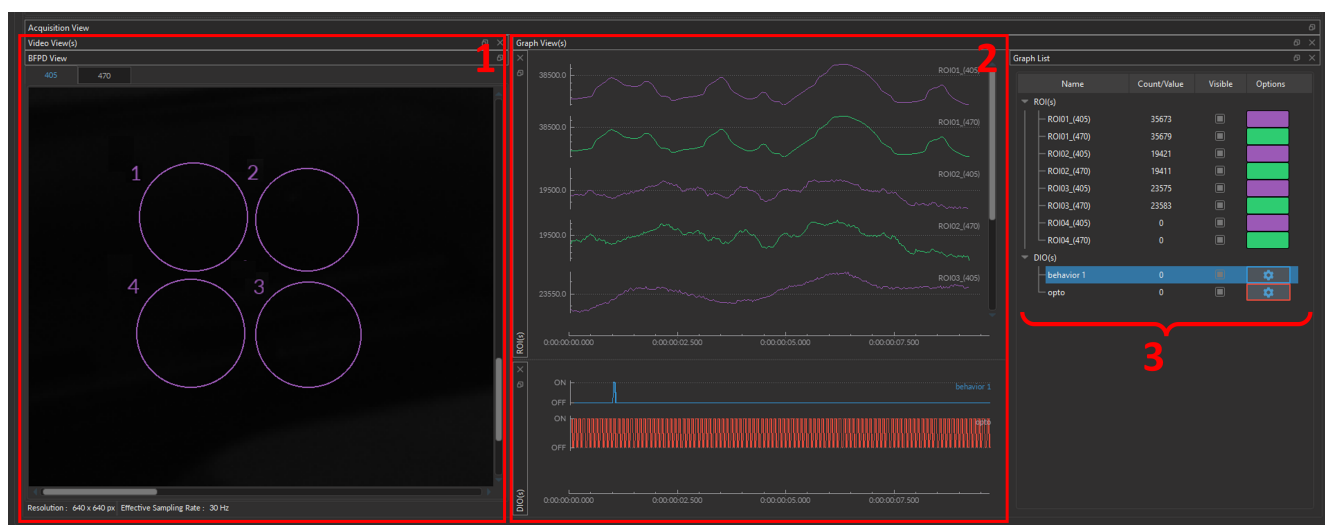 Acquisition View
Video View(s)
1
BFPD View
405 470
1 2
4 3
Resolution : 640 x 640 px Effective Sampling Rate : 30 Hz
Graph View(s)
2
38500.0 ROI01_(405)
38500.0 ROI01_(470)
19500.0 ROI02_(405)
19500.0 ROI02_(470)
23550.0 ROI03_(405)
ROI(s)
0:00:00:00.000 0:00:00:02.500 0:00:00:05.000 0:00:00:07.500
ON behavior 1
OFF
ON opto
OFF
DIO(s)
0:00:00:00.000 0:00:00:02.500 0:00:00:05.000 0:00:00:07.500
Graph List
Name Count/Value Visible Options
ROI(s)
ROI01_(405) 35673
ROI01_(470) 35679
ROI02_(405) 19421
ROI02_(470) 19411
ROI03_(405) 23575
ROI03_(470) 23583
ROI04_(405) 0
ROI04_(470) 0
DIO(s)
behavior 1 0
opto 0
3